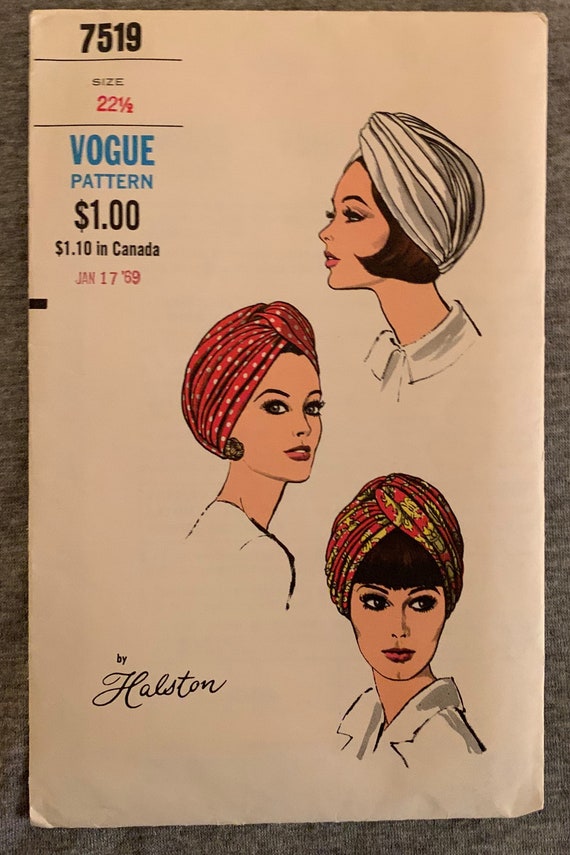 7519
SIZE
22½
VOGUE
PATTERN
$1.00
$1.10 in Canada
JAN 17 '69
by
Halston